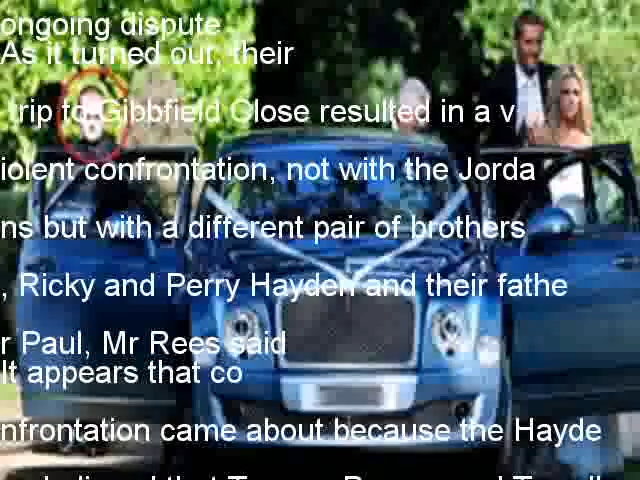 ongoing dispute
As it turned out, their
trip to Gibbfield Close resulted in a v
iolent confrontation, not with the Jorda
ns but with a different pair of brothers
, Ricky and Perry Hayden and their fathe
r Paul, Mr Rees said
It appears that co
nfrontation came about because the Hayde